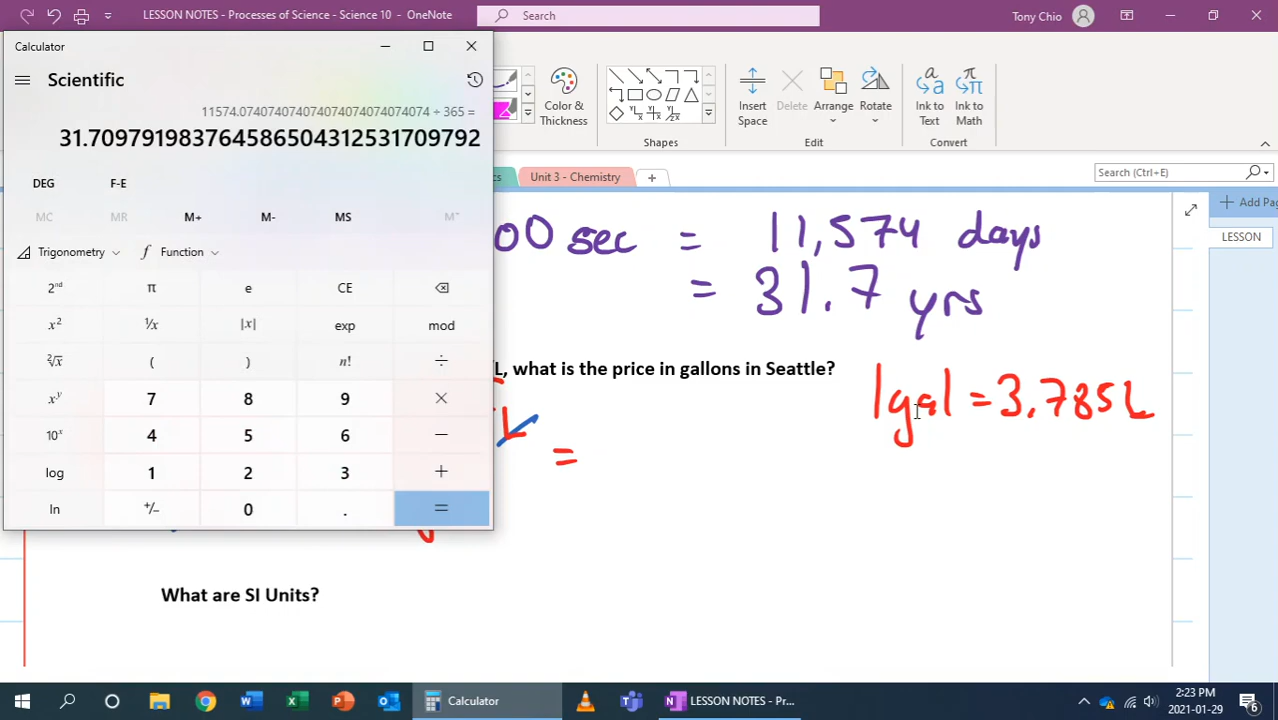 LESSON NOTES - Processes of Science - Science 10 - OneNote
Search
Tony Chio
Calculator
Scientific
11574.074074074074074074074074074 ÷ 365 =
31.709791983764586504312531709792
DEG F-E
MC MR M+ M- MS M˅
Trigonometry Function
2nd π e CE
x² ¹/x |x| exp mod
²√x ( ) n! ÷
xʸ 7 8 9 ×
10ˣ 4 5 6 −
log 1 2 3 +
ln +/− 0 . =
Color & Thickness
Shapes
Insert Space
Delete
Arrange
Rotate
Edit
Ink to Text
Ink to Math
Convert
cs
Unit 3 - Chemistry
+
Search (Ctrl+E)
Add Pag
LESSON
00 sec = 11,574 days
= 31.7 yrs
L, what is the price in gallons in Seattle?
1gal = 3.785L
L =
What are SI Units?
Calculator
LESSON NOTES - Pr...
2:23 PM
2021-01-29
6